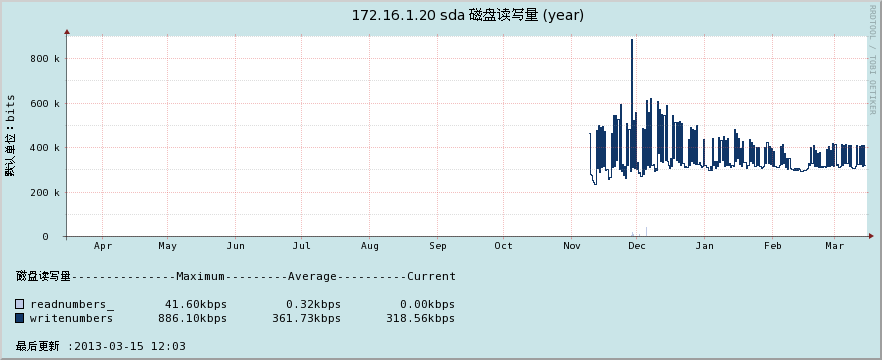 172.16.1.20 sda 磁盘读写量 (year)
RRDTOOL / TOBI OETIKER
默认单位：bits
800 k
600 k
400 k
200 k
0
Apr May Jun Jul Aug Sep Oct Nov Dec Jan Feb Mar
磁盘读写量---------------Maximum---------Average----------Current
readnumbers_ 41.60kbps 0.32kbps 0.00kbps
writenumbers 886.10kbps 361.73kbps 318.56kbps
最后更新 :2013-03-15 12:03